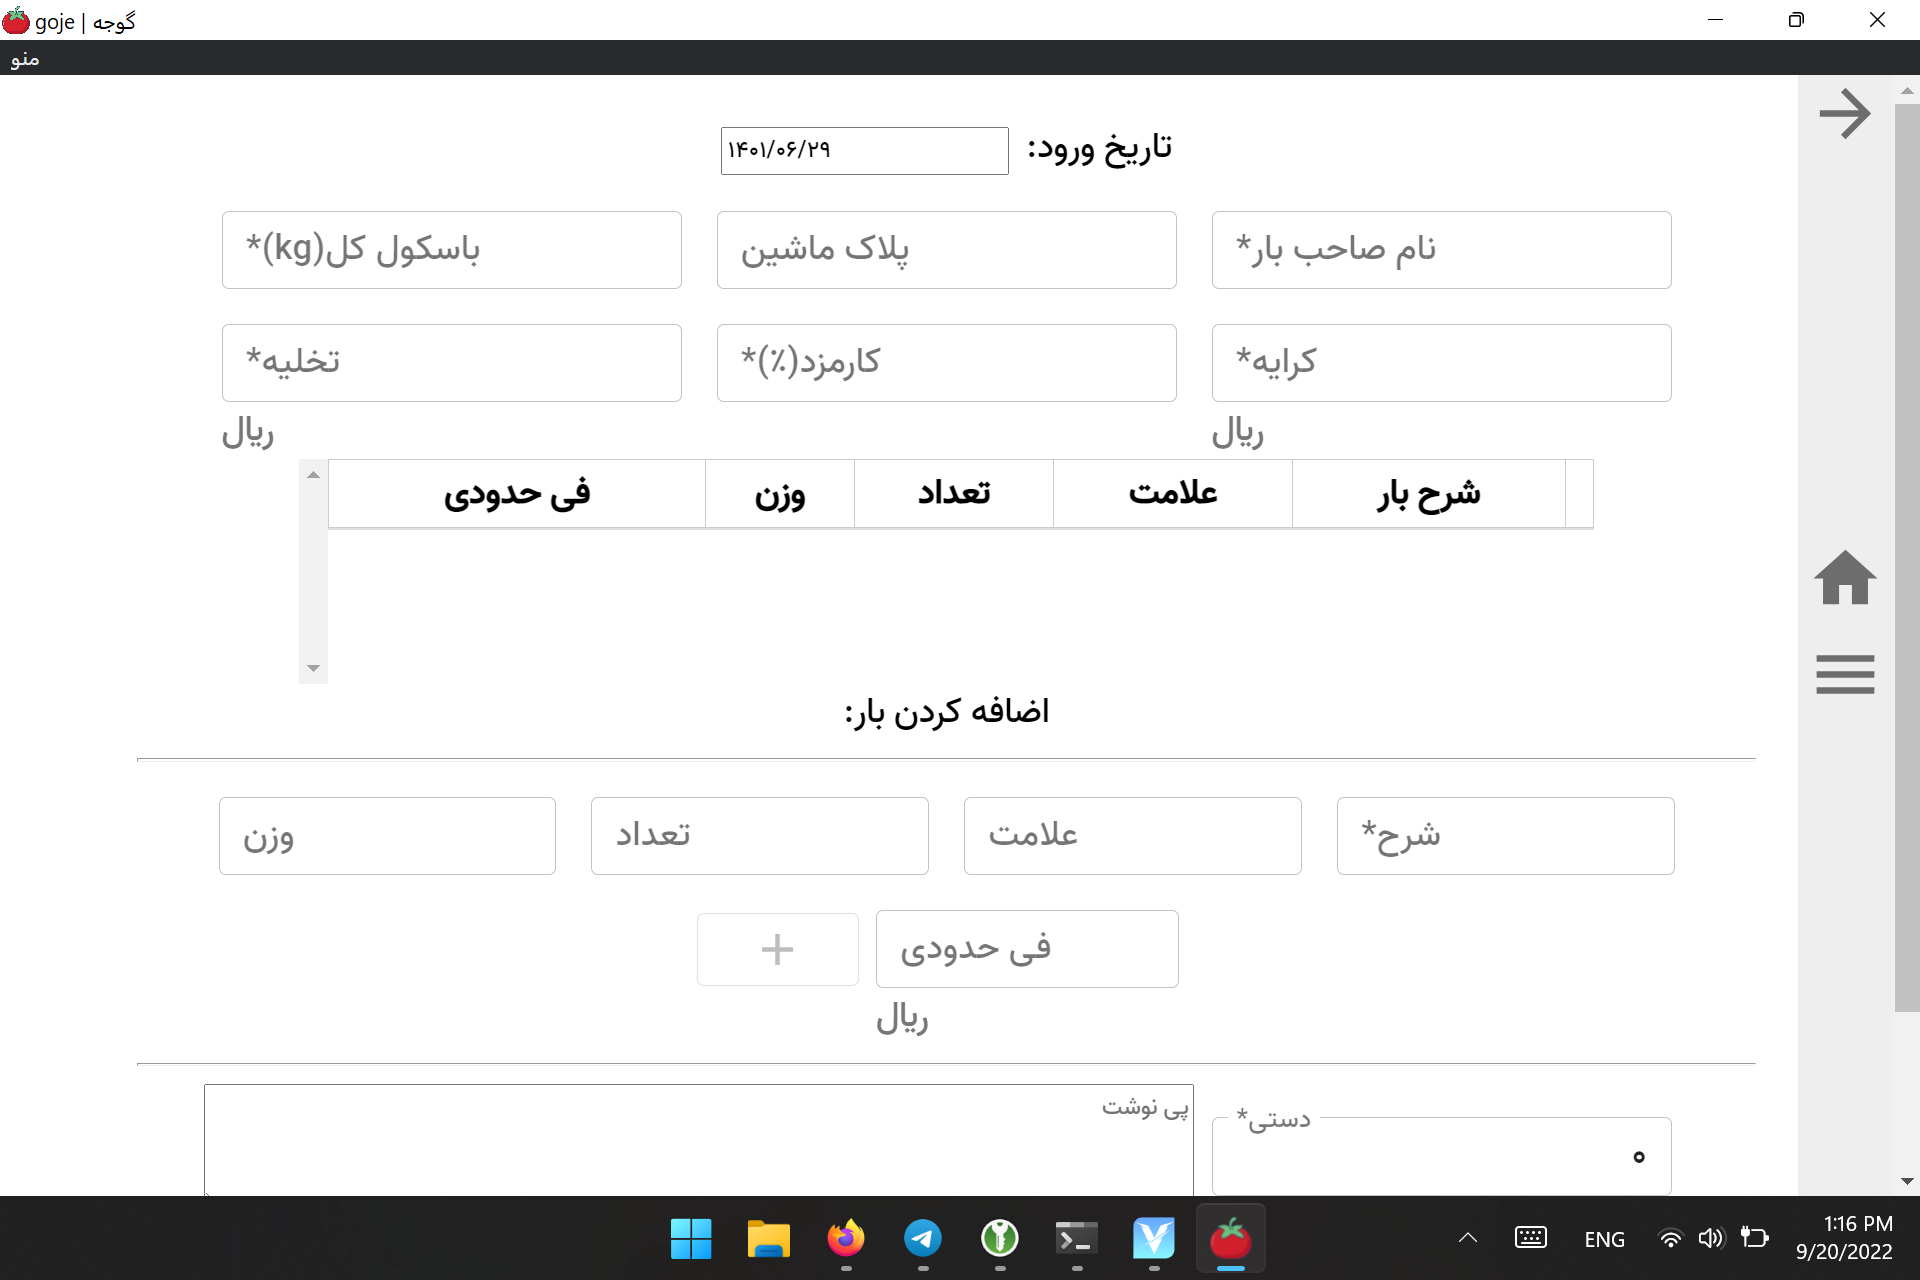 goje | گوجه
منو
تاریخ ورود: ۱۴۰۱/۰۶/۲۹
نام صاحب بار* پلاک ماشین باسکول کل(kg)*
کرایه* کارمزد(٪)* تخلیه*
ریال ریال
شرح بار علامت تعداد وزن فی حدودی
اضافه کردن بار:
شرح* علامت تعداد وزن
فی حدودی +
ریال
دستی* پی نوشت
۰
ENG 1:16 PM
9/20/2022